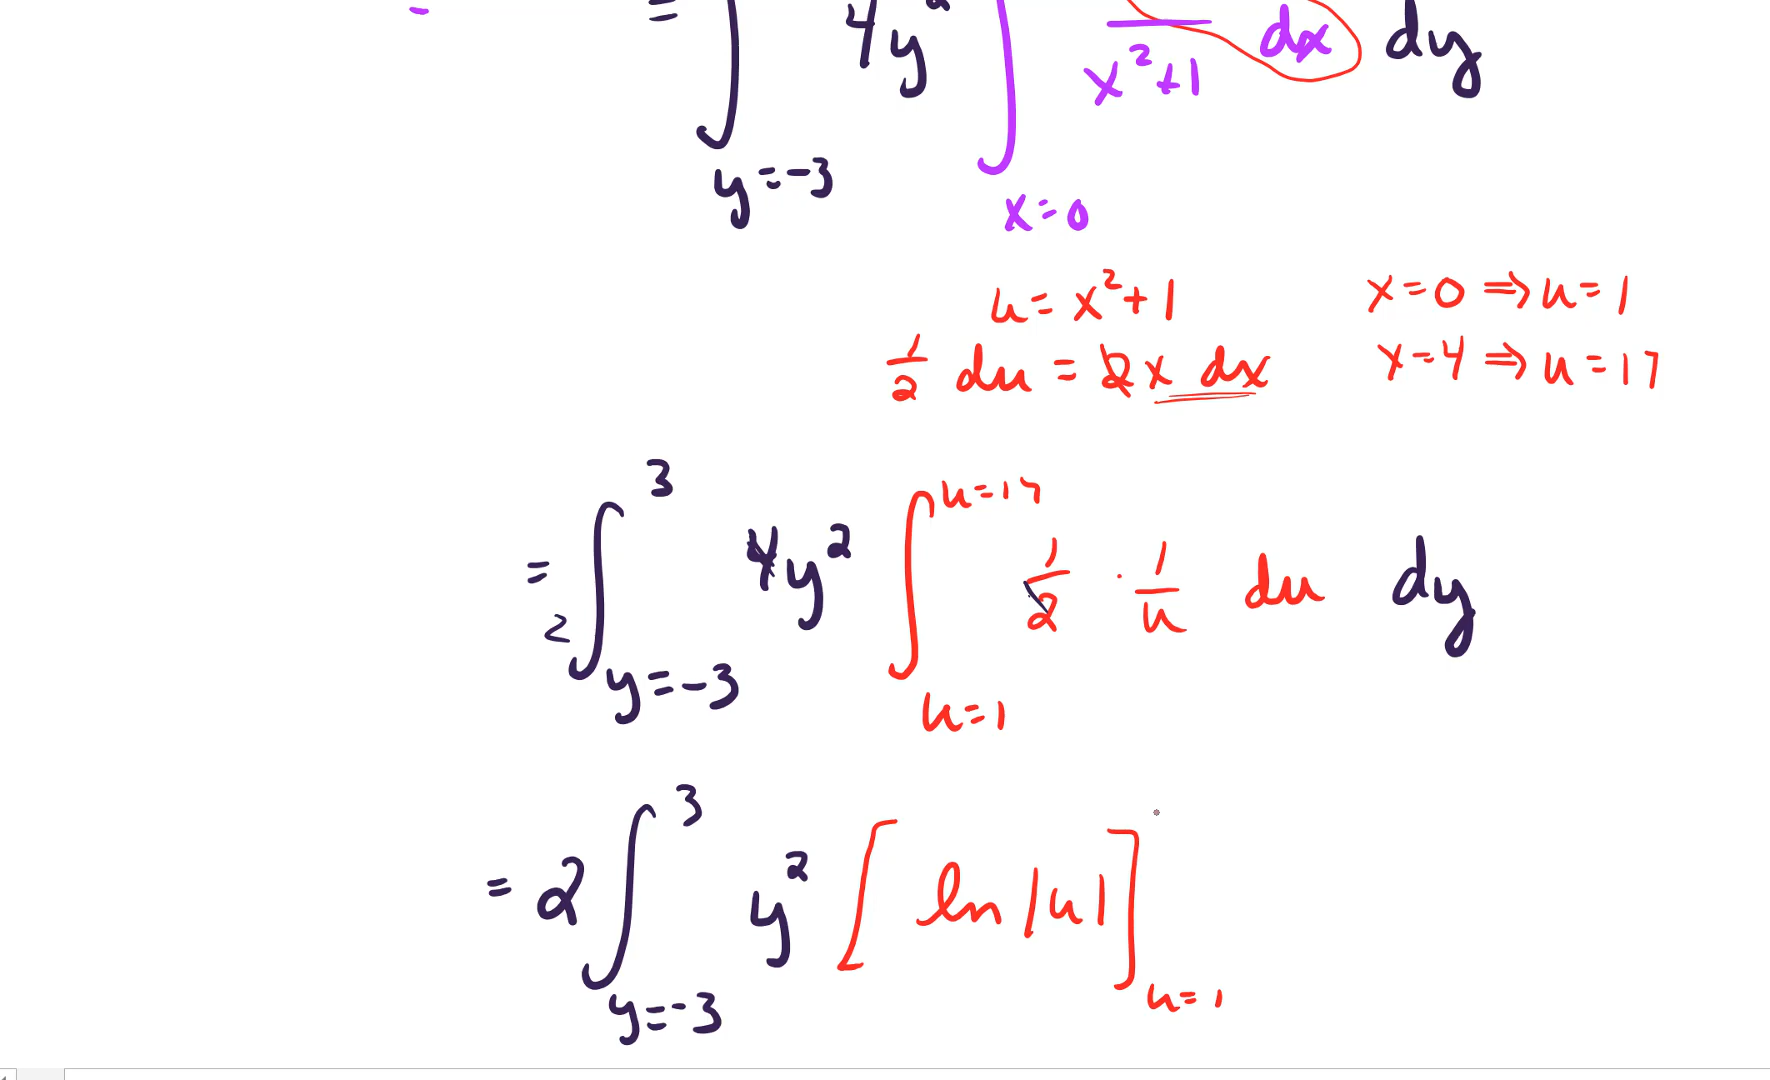 = ∫ 4y² ∫ ─── dx dy
x²+1
y=-3
x=0
u = x²+1 x=0 ⇒ u=1
1/2 du = 2x dx x=4 ⇒ u=17
= 2 ∫_{y=-3}^{3} 4y² ∫_{u=1}^{u=17} 1/2 · 1/u du dy
= 2 ∫_{y=-3}^{3} y² [ ln|u| ]_{u=1}